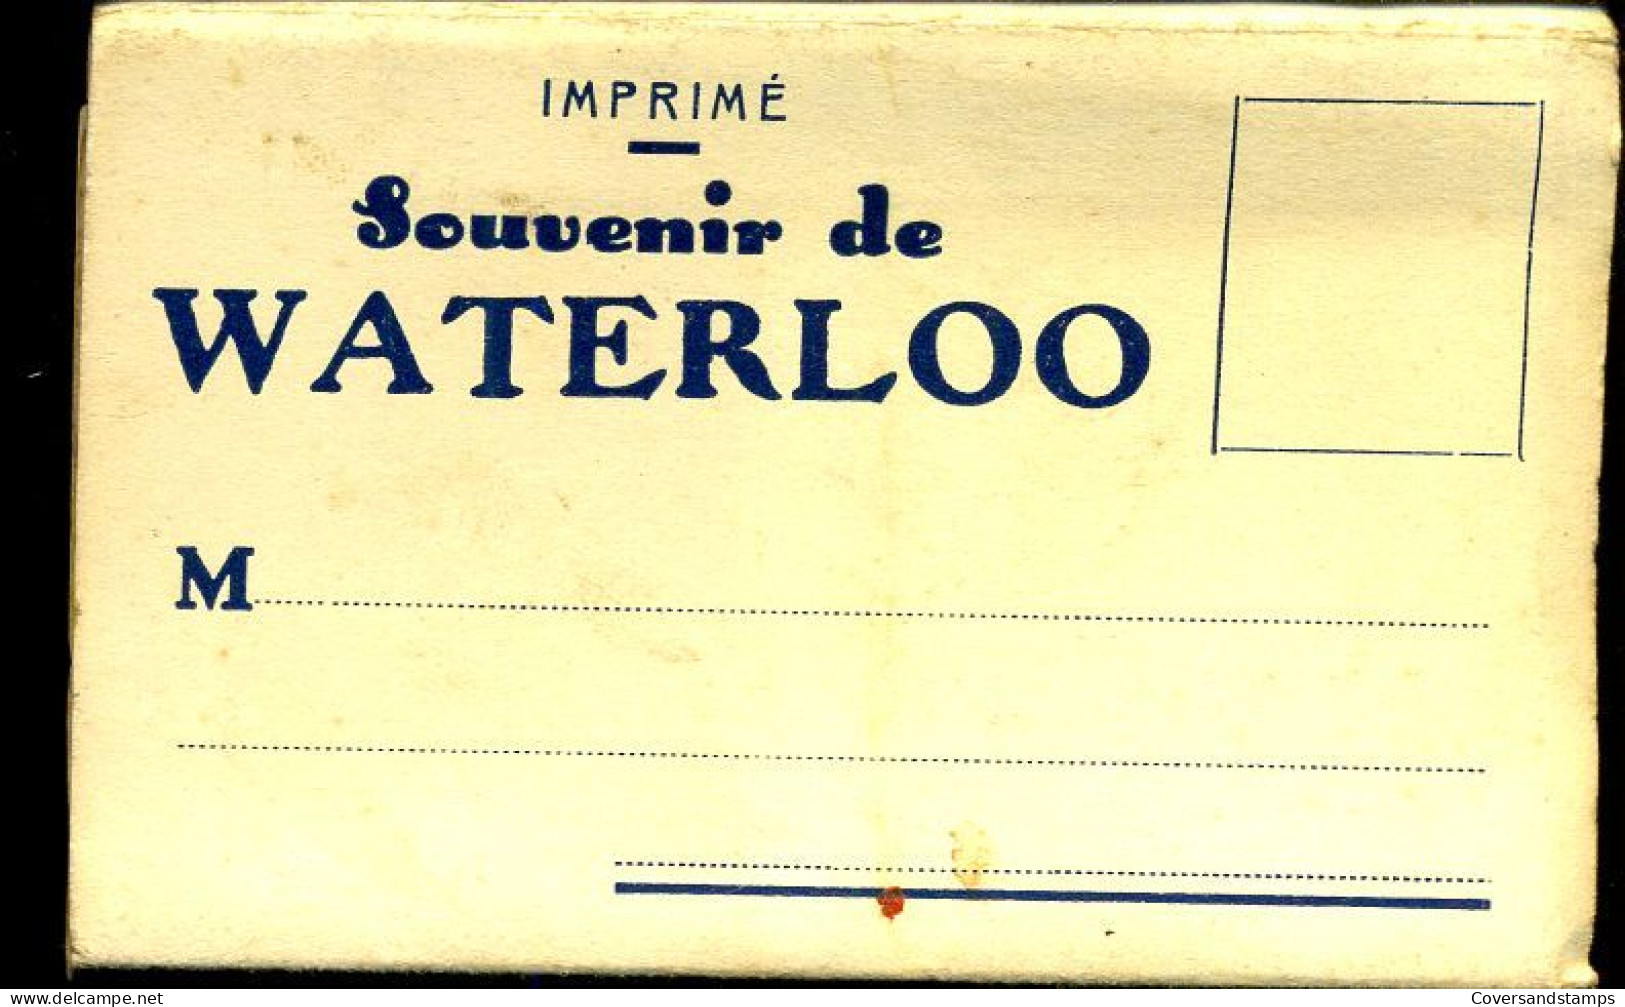 IMPRIMÉ
Souvenir de
WATERLOO
M
www.delcampe.net
Coversandstamps